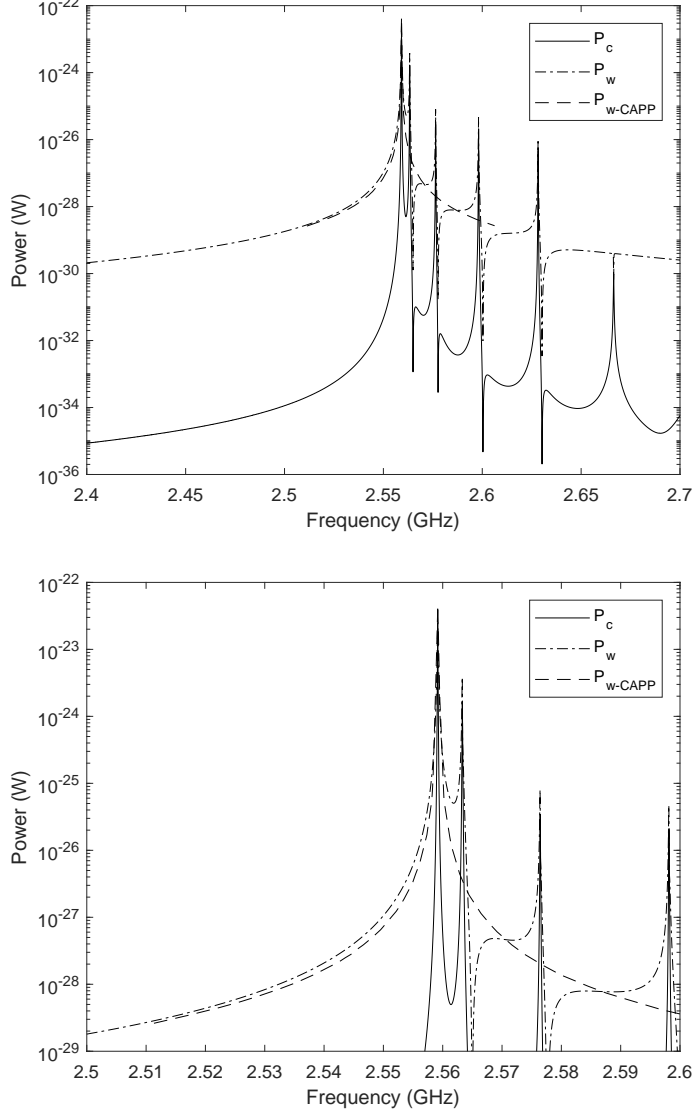 10^-22
10^-24
10^-26
10^-28
10^-30
10^-32
10^-34
10^-36
Power (W)
P_c
P_w
P_w-CAPP
2.4 2.45 2.5 2.55 2.6 2.65 2.7
Frequency (GHz)
10^-22
10^-23
10^-24
10^-25
10^-26
10^-27
10^-28
10^-29
Power (W)
P_c
P_w
P_w-CAPP
2.5 2.51 2.52 2.53 2.54 2.55 2.56 2.57 2.58 2.59 2.6
Frequency (GHz)